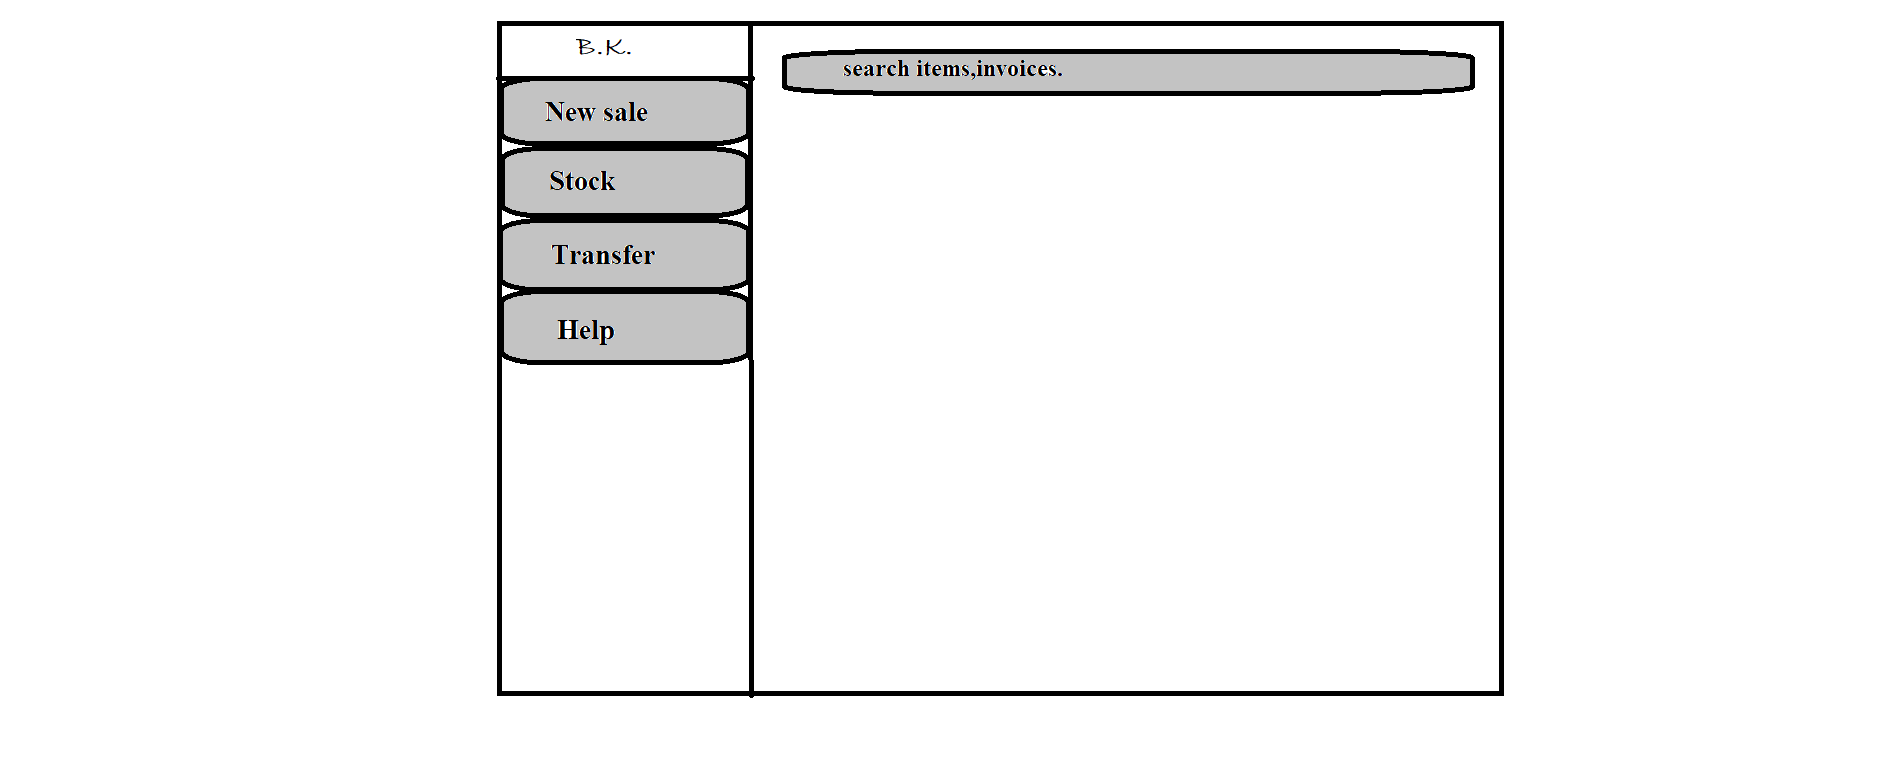 B.K.
search items,invoices.
New sale
Stock
Transfer
Help